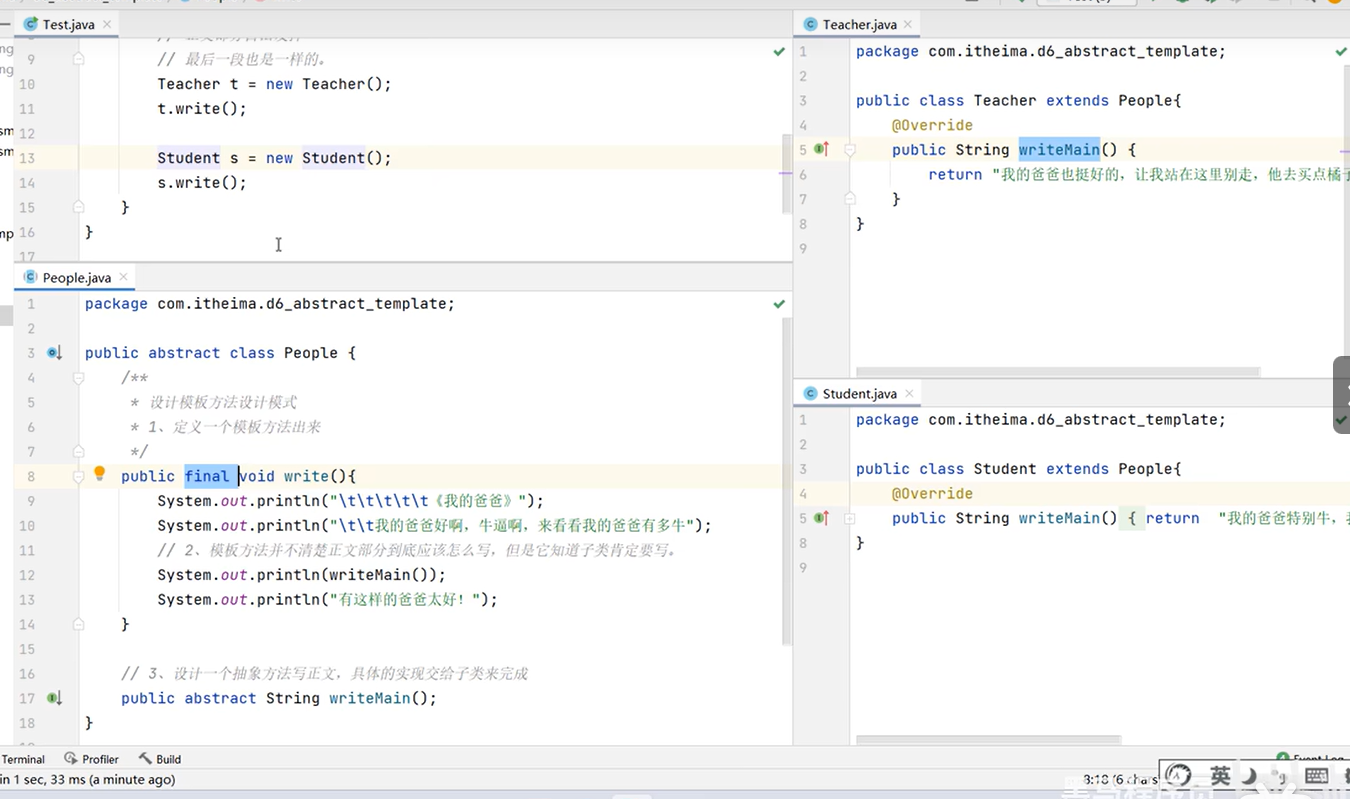 Test.java
9 // 最后一段也是一样的。
10 Teacher t = new Teacher();
11 t.write();
12
13 Student s = new Student();
14 s.write();
15 }
16 }
17
People.java
1 package com.itheima.d6_abstract_template;
2
3 public abstract class People {
4 /**
5 * 设计模板方法设计模式
6 * 1、定义一个模板方法出来
7 */
8 public final void write(){
9 System.out.println("\t\t\t\t\t《我的爸爸》");
10 System.out.println("\t\t我的爸爸好啊，牛逼啊，来看看我的爸爸有多牛");
11 // 2、模板方法并不清楚正文部分到底应该怎么写，但是它知道子类肯定要写。
12 System.out.println(writeMain());
13 System.out.println("有这样的爸爸太好！");
14 }
15
16 // 3、设计一个抽象方法写正文，具体的实现交给子类来完成
17 public abstract String writeMain();
18 }
Teacher.java
1 package com.itheima.d6_abstract_template;
2
3 public class Teacher extends People{
4 @Override
5 public String writeMain() {
6 return "我的爸爸也挺好的，让我站在这里别走，他去买点橘子
7 }
8 }
9
Student.java
1 package com.itheima.d6_abstract_template;
2
3 public class Student extends People{
4 @Override
5 public String writeMain() { return "我的爸爸特别牛，
8 }
9
Terminal Profiler Build
in 1 sec, 33 ms (a minute ago)
8:18 (6 chars
英